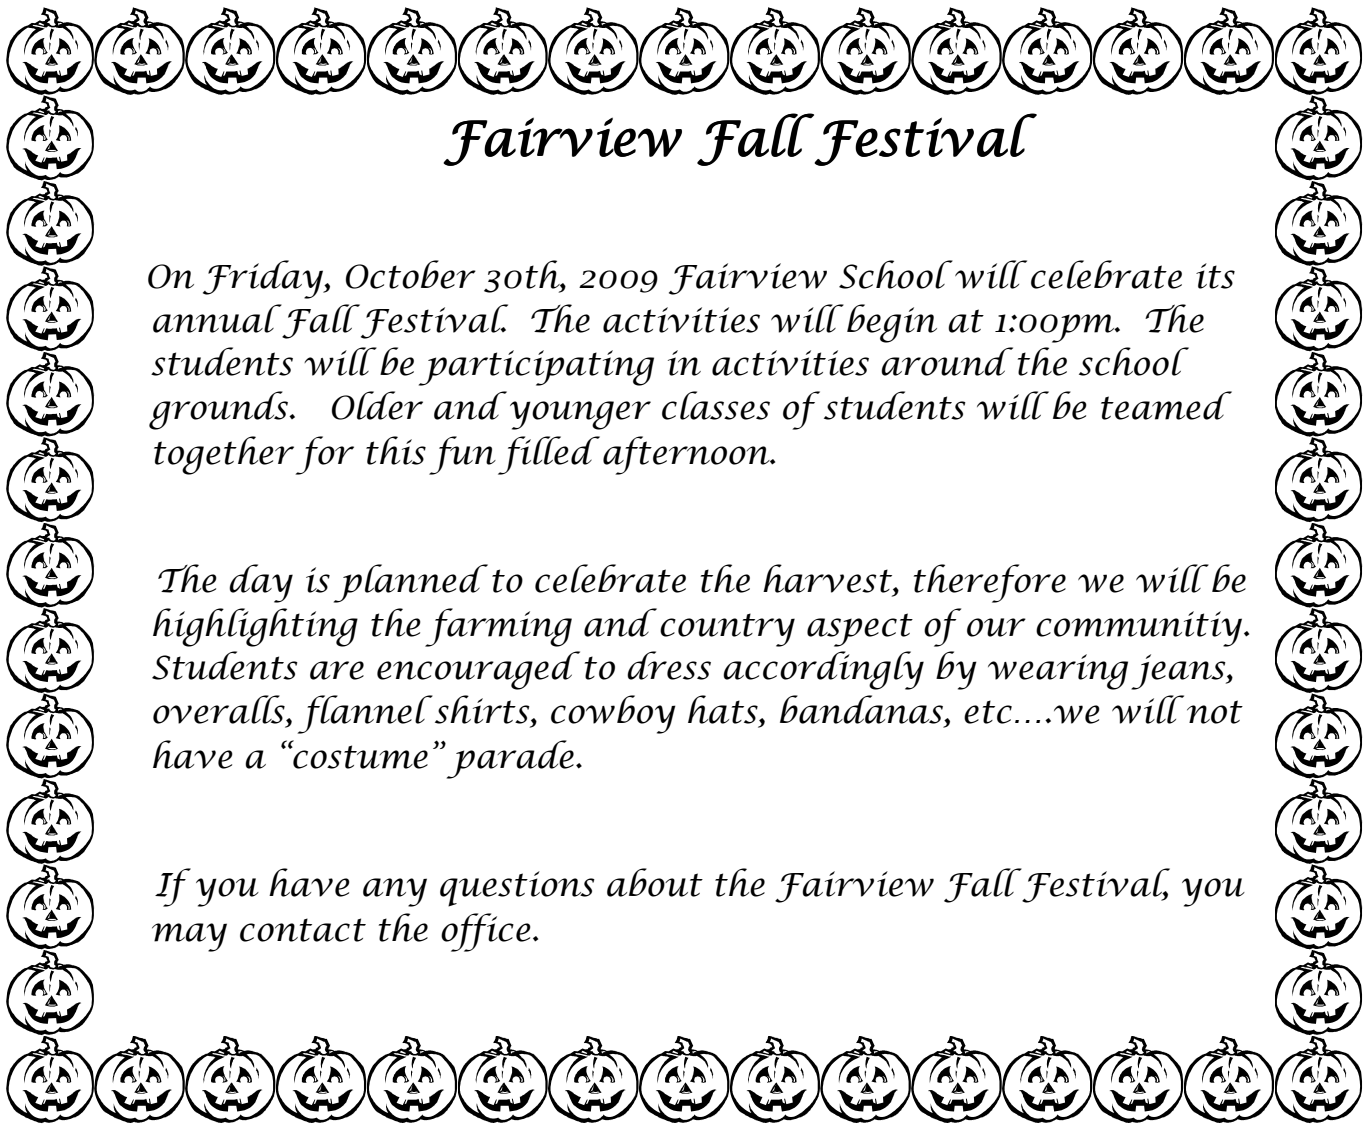 Fairview Fall Festival
On Friday, October 30th, 2009 Fairview School will celebrate its
annual Fall Festival.  The activities will begin at 1:00pm.  The
students will be participating in activities around the school
grounds.   Older and younger classes of students will be teamed
together for this fun filled afternoon.
The day is planned to celebrate the harvest, therefore we will be
highlighting the farming and country aspect of our communitiy.
Students are encouraged to dress accordingly by wearing jeans,
overalls, flannel shirts, cowboy hats, bandanas, etc….we will not
have a “costume” parade.
If you have any questions about the Fairview Fall Festival, you
may contact the office.